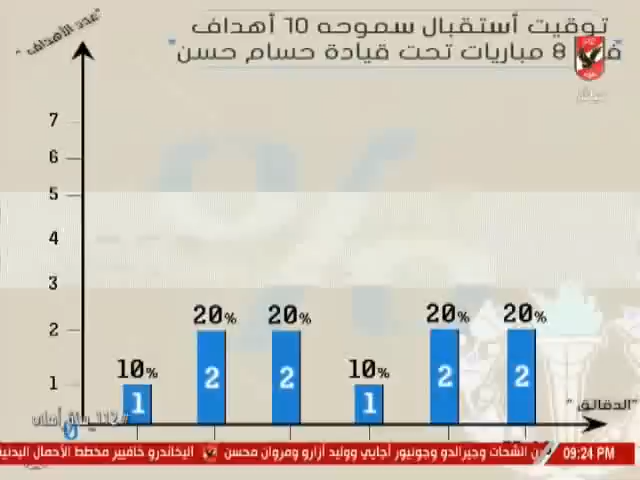 توقيت أستقبال سموحه 10 أهداف
" في 8 مباريات تحت قيادة حسام حسن "
" عدد الأهداف "
7
6
5
4
3
2
1
10%
20%
20%
10%
20%
20%
1
2
2
1
2
2
" الدقائق "
الشحات وجيرالدو وجونيور أجايي ووليد أزارو ومروان محسن
اليخاندرو خافيير مخطط الأحمال البدنية
09:24 PM